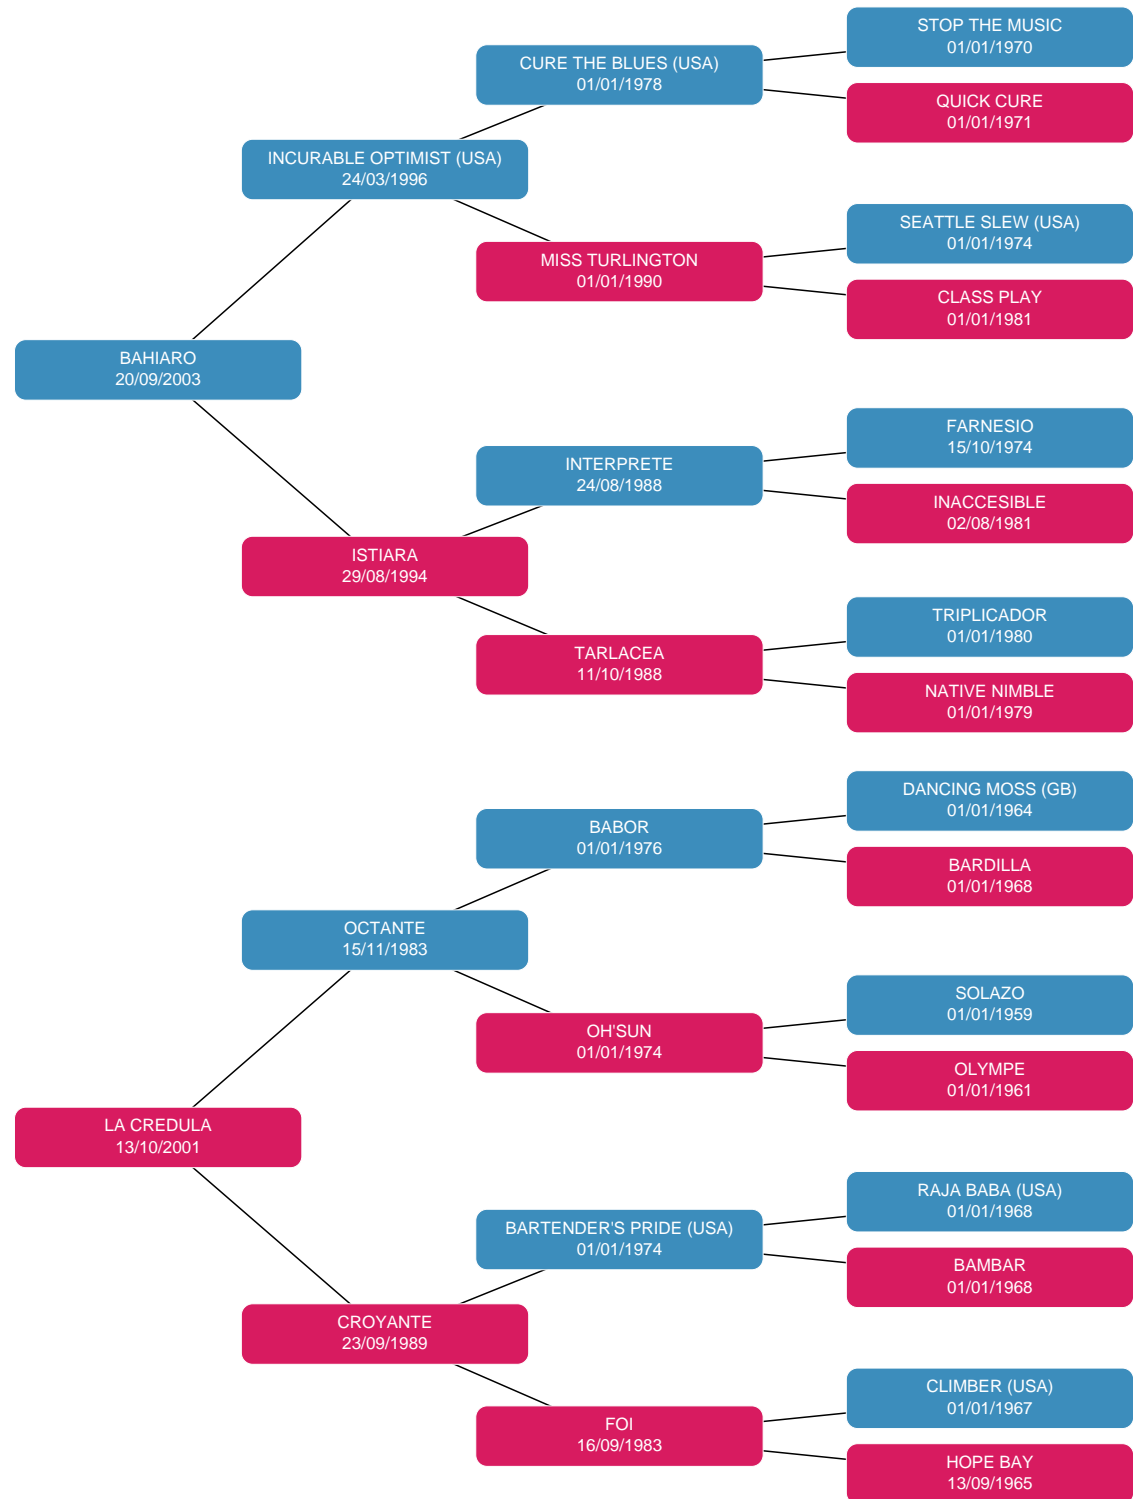 STOP THE MUSIC
01/01/1970
CURE THE BLUES (USA)
01/01/1978
QUICK CURE
01/01/1971
INCURABLE OPTIMIST (USA)
24/03/1996
SEATTLE SLEW (USA)
01/01/1974
MISS TURLINGTON
01/01/1990
CLASS PLAY
01/01/1981
BAHIARO
20/09/2003
FARNESIO
15/10/1974
INTERPRETE
24/08/1988
INACCESIBLE
02/08/1981
ISTIARA
29/08/1994
TRIPLICADOR
01/01/1980
TARLACEA
11/10/1988
NATIVE NIMBLE
01/01/1979
DANCING MOSS (GB)
01/01/1964
BABOR
01/01/1976
BARDILLA
01/01/1968
OCTANTE
15/11/1983
SOLAZO
01/01/1959
OH'SUN
01/01/1974
OLYMPE
01/01/1961
LA CREDULA
13/10/2001
RAJA BABA (USA)
01/01/1968
BARTENDER'S PRIDE (USA)
01/01/1974
BAMBAR
01/01/1968
CROYANTE
23/09/1989
CLIMBER (USA)
01/01/1967
FOI
16/09/1983
HOPE BAY
13/09/1965